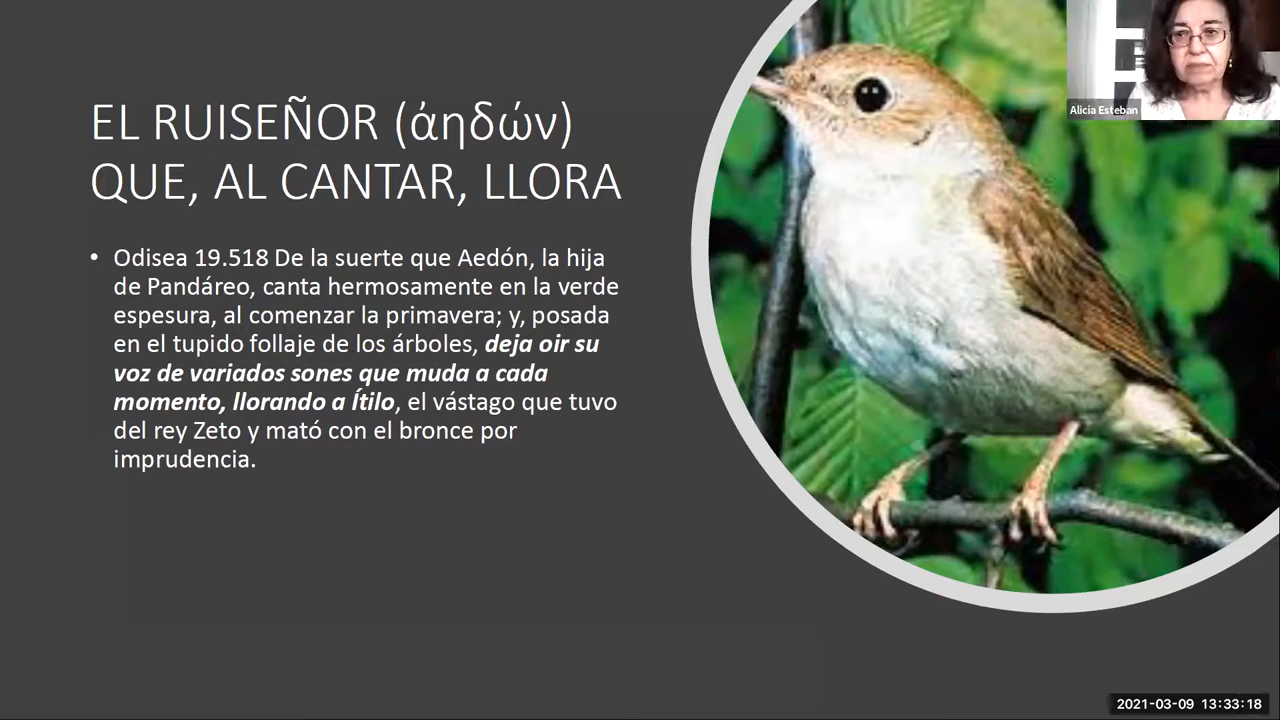 EL RUISEÑOR (ἀηδών)
QUE, AL CANTAR, LLORA
• Odisea 19.518 De la suerte que Aedón, la hija
de Pandáreo, canta hermosamente en la verde
espesura, al comenzar la primavera; y, posada
en el tupido follaje de los árboles, deja oir su
voz de variados sones que muda a cada
momento, llorando a Ítilo, el vástago que tuvo
del rey Zeto y mató con el bronce por
imprudencia.
Alicia Esteban
2021-03-09 13:33:18